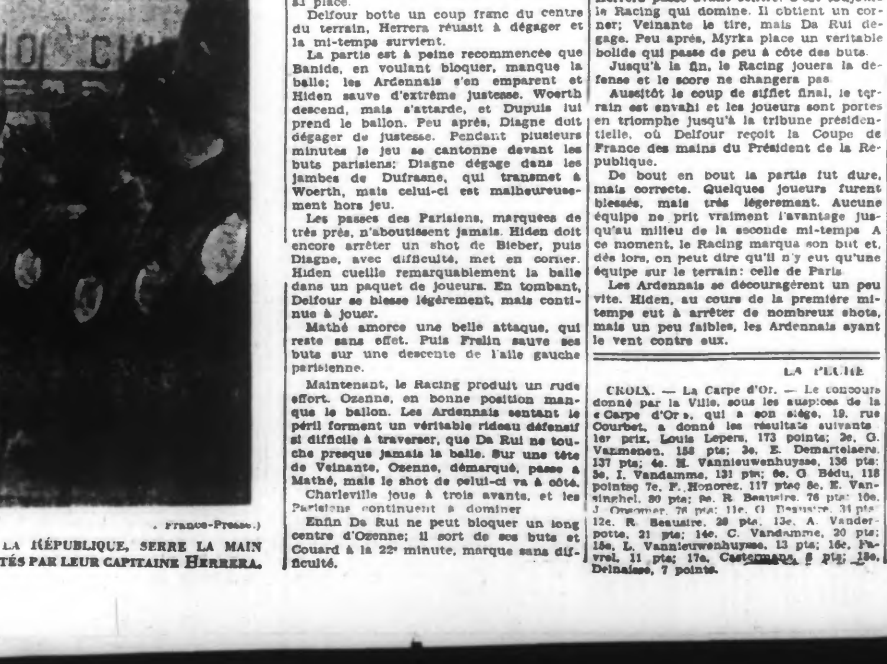 . France-Presse.)
LA RÉPUBLIQUE, SERRE LA MAIN
TÉS PAR LEUR CAPITAINE HERRERA.
si place.
Delfour botte un coup franc du centre
du terrain, Herrera réussit à dégager et
la mi-temps survient.
La partie est à peine recommencée que
Banide, en voulant bloquer, manque la
balle; les Ardennais s'en emparent et
Hiden sauve d'extrême justesse. Woerth
descend, mais s'attarde, et Dupuis lui
prend le ballon. Peu après, Diagne doit
dégager de justesse. Pendant plusieurs
minutes le jeu se cantonne devant les
buts parisiens; Diagne dégage dans les
jambes de Dufrasne, qui transmet à
Woerth, mais celui-ci est malheureuse-
ment hors jeu.
Les passes des Parisiens, marquées de
très près, n'aboutissent jamais. Hiden doit
encore arrêter un shot de Bieber, puis
Diagne, avec difficulté, met en corner.
Hiden cueille remarquablement la balle
dans un paquet de joueurs. En tombant,
Delfour se blesse légèrement, mais conti-
nue à jouer.
Mathé amorce une belle attaque, qui
reste sans effet. Puis Frelin sauve ses
buts sur une descente de l'aile gauche
parisienne.
Maintenant, le Racing produit un rude
effort. Ozenne, en bonne position man-
que le ballon. Les Ardennais sentant le
péril forment un véritable rideau défensif
si difficile à traverser, que Da Rui ne tou-
che presque jamais la balle. Sur une tête
de Veinante, Ozenne, démarqué, passe à
Mathé, mais le shot de celui-ci va à côté.
Charleville joue à trois avants, et les
Parisiens continuent à dominer
Enfin Da Rui ne peut bloquer un long
centre d'Ozenne; il sort de ses buts et
Couard à la 22e minute, marque sans dif-
ficulté.
le Racing qui domine. Il obtient un cor-
ner; Veinante le tire, mais Da Rui dé-
gage. Peu après, Myrka place un veritable
bolide qui passe de peu à côte des buts.
Jusqu'à la fin, le Racing jouera la dé-
fense et le score ne changera pas
Aussitôt le coup de sifflet final, le ter-
rain est envahi et les joueurs sont portés
en triomphe jusqu'à la tribune présiden-
tielle, où Delfour reçoit la Coupe de
France des mains du Président de la Ré-
publique.
De bout en bout la partie fut dure,
mais correcte. Quelques joueurs furent
blessés, mais très légerement. Aucune
équipe ne prit vraiment l'avantage jus-
qu'au milieu de la seconde mi-temps A
ce moment, le Racing marqua son but et,
dès lors, on peut dire qu'il n'y eut qu'une
équipe sur le terrain: celle de Paris
Les Ardennais se découragèrent un peu
vite. Hiden, au cours de la première mi-
temps eut à arrêter de nombreux shots,
mais un peu faibles, les Ardennais ayant
le vent contre eux.
LA PECHE
CROIX. — La Carpe d'Or. — Le concours
donné par la Ville, sous les auspices de la
« Carpe d'Or », qui a son siège, 19, rue
Courbet, a donné les résultats suivants
1er prix, Louis Lepers, 173 points; 2e, G.
Vanmenen, 158 pts; 3e, E. Demartelaere,
137 pts; 4e, H. Vannieuwenhuyse, 136 pts;
5e, I. Vandamme, 131 pts; 6e, G. Bédu, 118
points; 7e, F. Honorez, 117 pts; 8e, E. Van-
singhel, 80 pts; 9e, R. Beausire, 76 pts; 10e,
J. 76 pts; 11e, G. Beausire, 31 pts
12e, R. Beausire, 28 pts, 13e, A. Vander-
potte, 21 pts; 14e, C. Vandamme, 20 pts;
15e, L. Vannieuwenhuyse, 13 pts; 16e, Fa-
vrel, 11 pts; 17e, Castermans, 8 pts; 18e,
Delnaisse, 7 points.